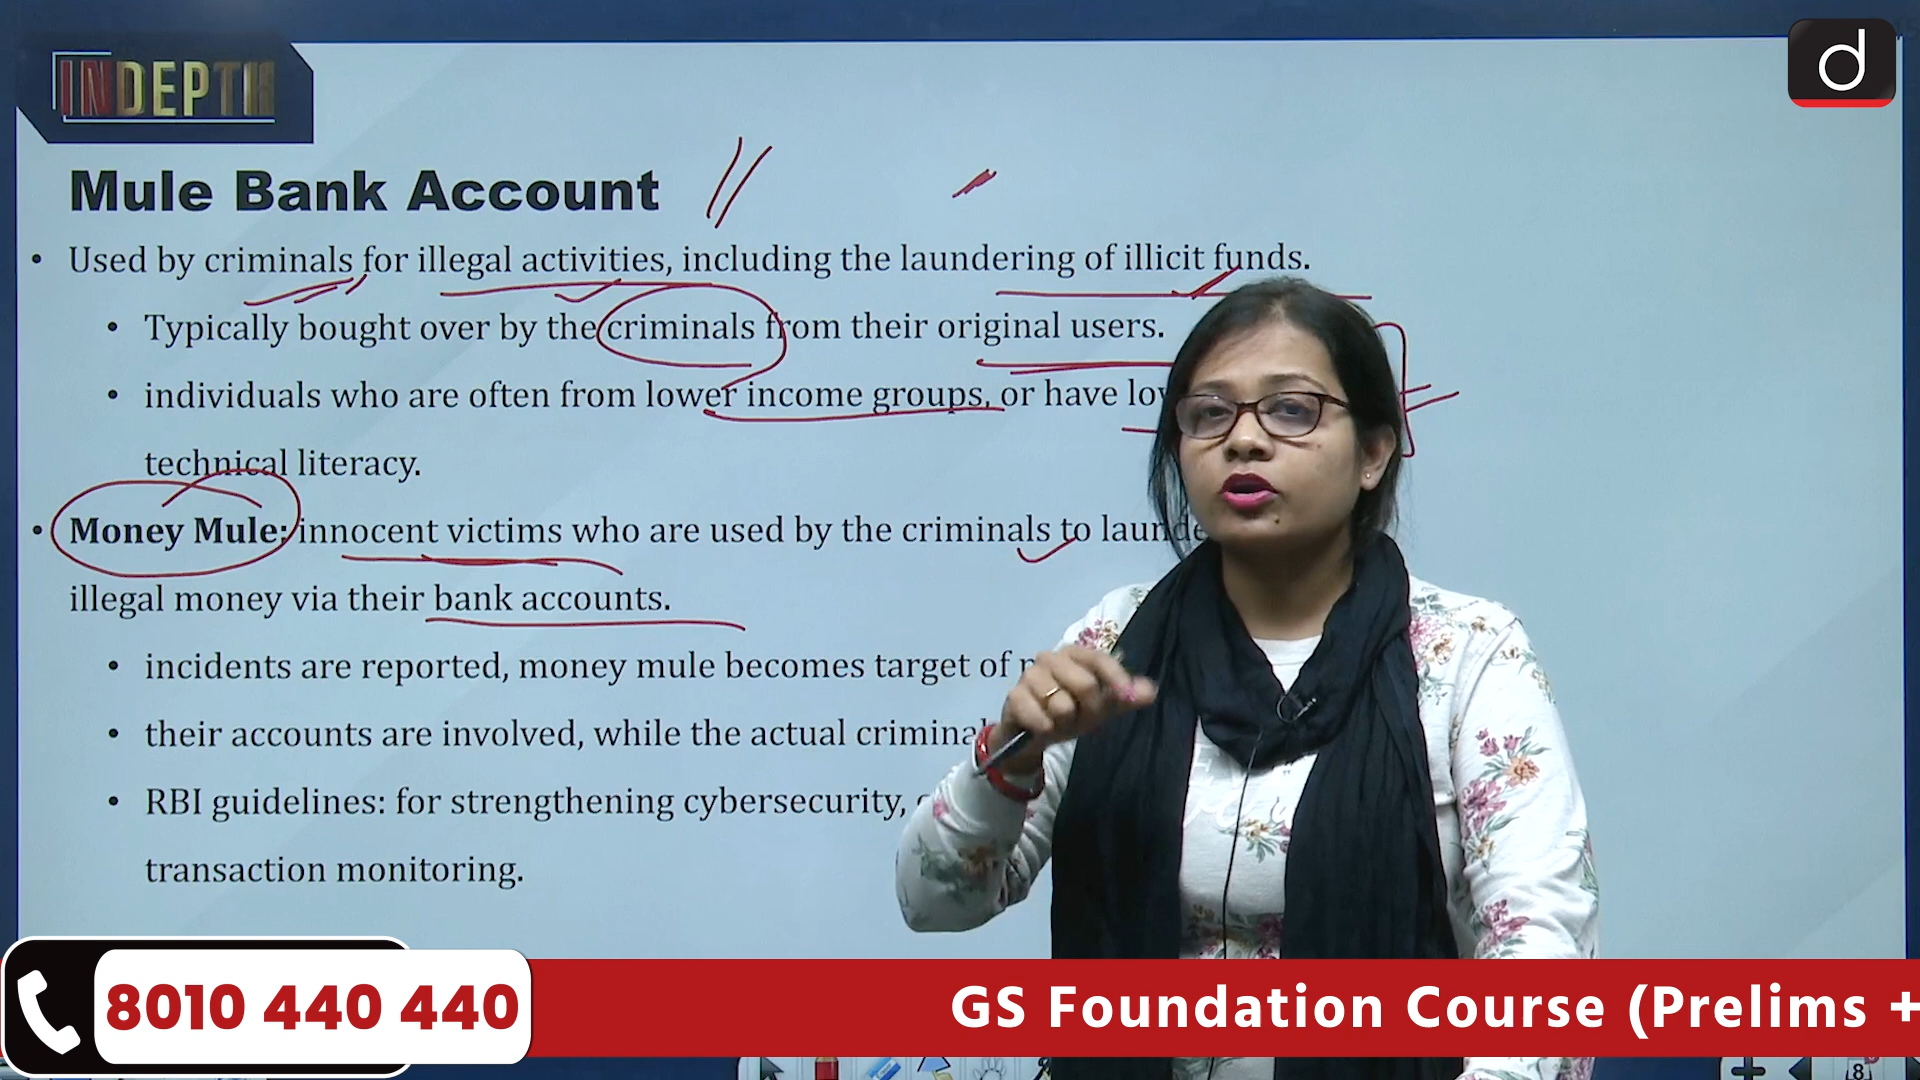 INDEPTH
d
Mule Bank Account
• Used by criminals for illegal activities, including the laundering of illicit funds.
• Typically bought over by the criminals from their original users.
• individuals who are often from lower income groups, or have
technical literacy.
• Money Mule: innocent victims who are used by the criminals to
illegal money via their bank accounts.
• incidents are reported, money mule becomes target of
• their accounts are involved, while the actual
• RBI guidelines: for strengthening cybersecurity,
transaction monitoring.
8010 440 440
GS Foundation Course (Prelims +
8